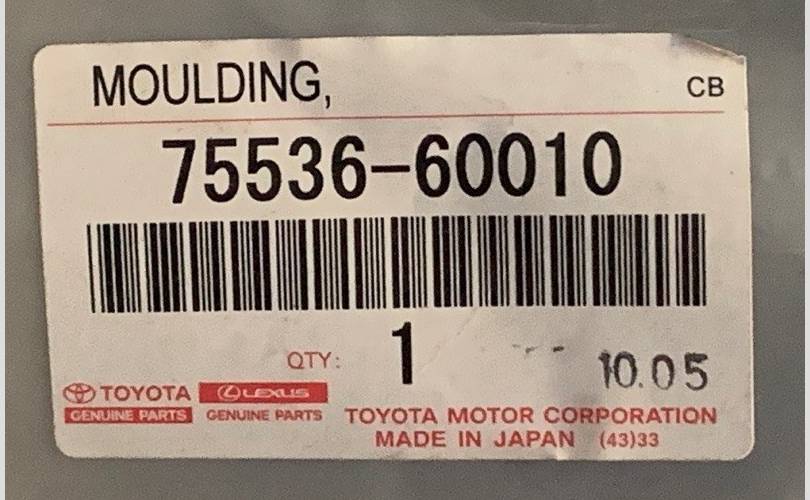 MOULDING,
CB
75536-60010
QTY: 1
10.05
TOYOTA LEXUS
GENUINE PARTS GENUINE PARTS
TOYOTA MOTOR CORPORATION
MADE IN JAPAN (43)33